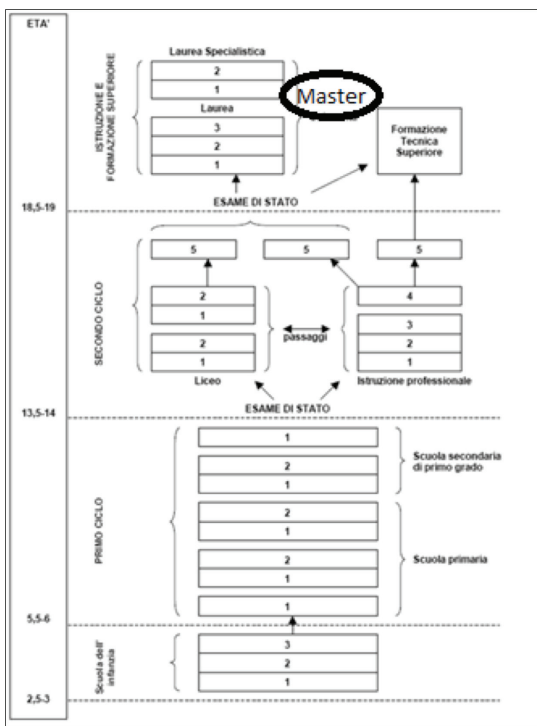 ETA'
Laurea Specialistica
2
1
Master
Laurea
3
2
1
Formazione
Tecnica
Superiore
ISTRUZIONE E
FORMAZIONE SUPERIORE
ESAME DI STATO
18,5-19
5
5
5
SECONDO CICLO
2
1
2
1
Liceo
passaggi
4
3
2
1
Istruzione professionale
ESAME DI STATO
13,5-14
PRIMO CICLO
1
2
1
Scuola secondaria
di primo grado
2
1
2
1
1
Scuola primaria
5,5-6
Scuola dell'
infanzia
3
2
1
2,5-3